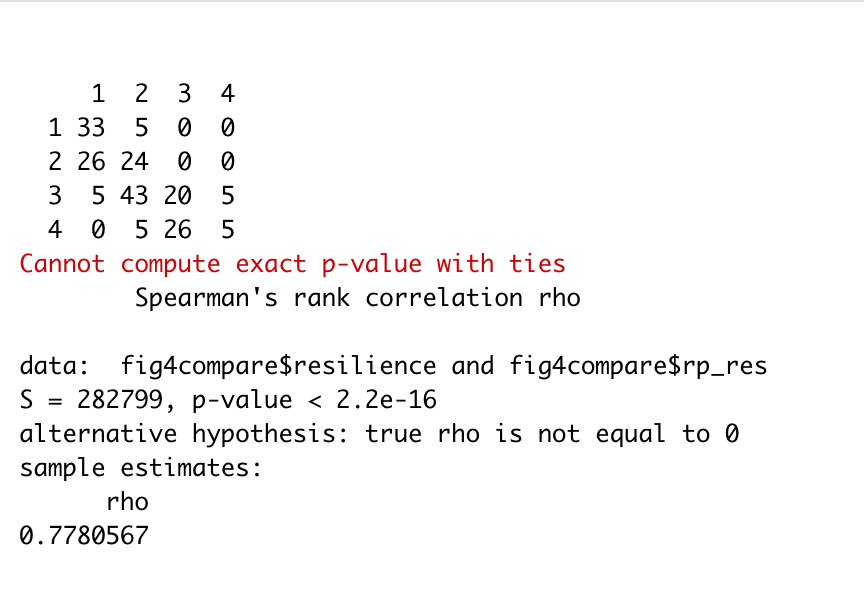 1 2 3 4
1 33 5 0 0
2 26 24 0 0
3 5 43 20 5
4 0 5 26 5
Cannot compute exact p-value with ties
Spearman's rank correlation rho
data: fig4compare$resilience and fig4compare$rp_res
S = 282799, p-value < 2.2e-16
alternative hypothesis: true rho is not equal to 0
sample estimates:
rho
0.7780567